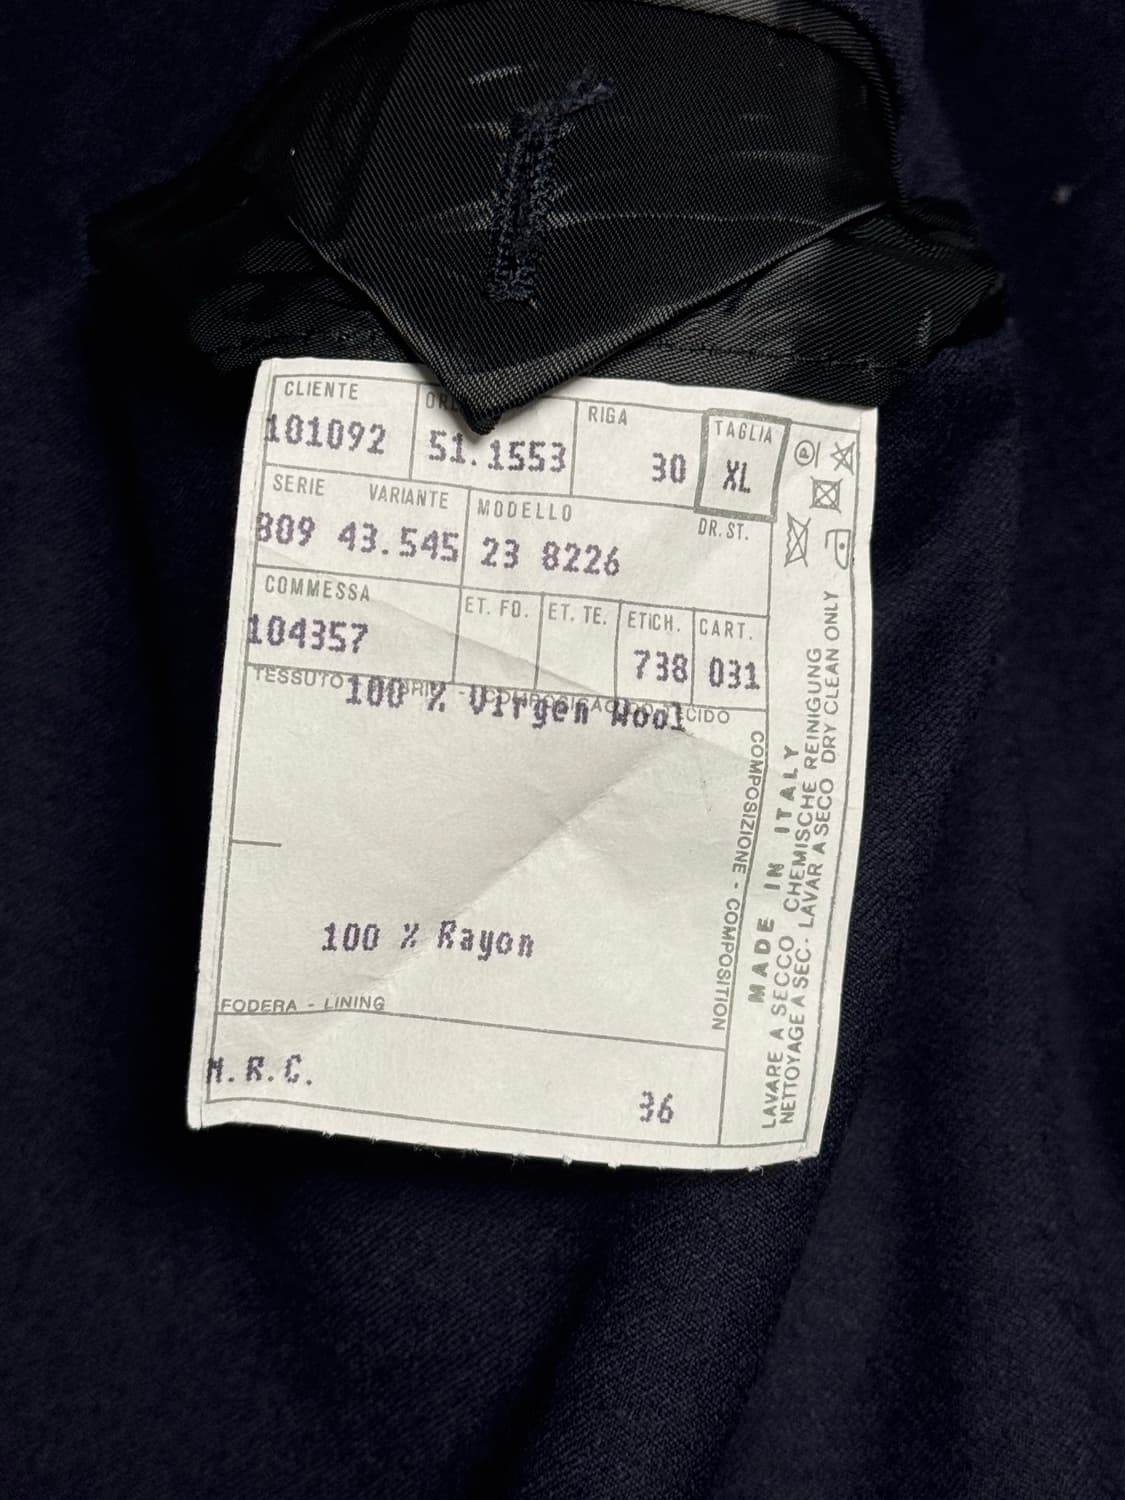 CLIENTE RIGA TAGLIA
101092 51.1553 30 XL
SERIE VARIANTE MODELLO DR. ST.
809 43.545 23 8226
COMMESSA ET. FO. ET. TE. ETICH. CART.
104357 738 031
TESSUTO
100 % Virgen Wool
100 % Rayon
FODERA - LINING
N.R.C.
36
COMPOSIZIONE - COMPOSITION
MADE IN ITALY
LAVARE A SECCO CHEMISCHE REINIGUNG
NETTOYAGE A SEC. LAVAR A SECO DRY CLEAN ONLY
P